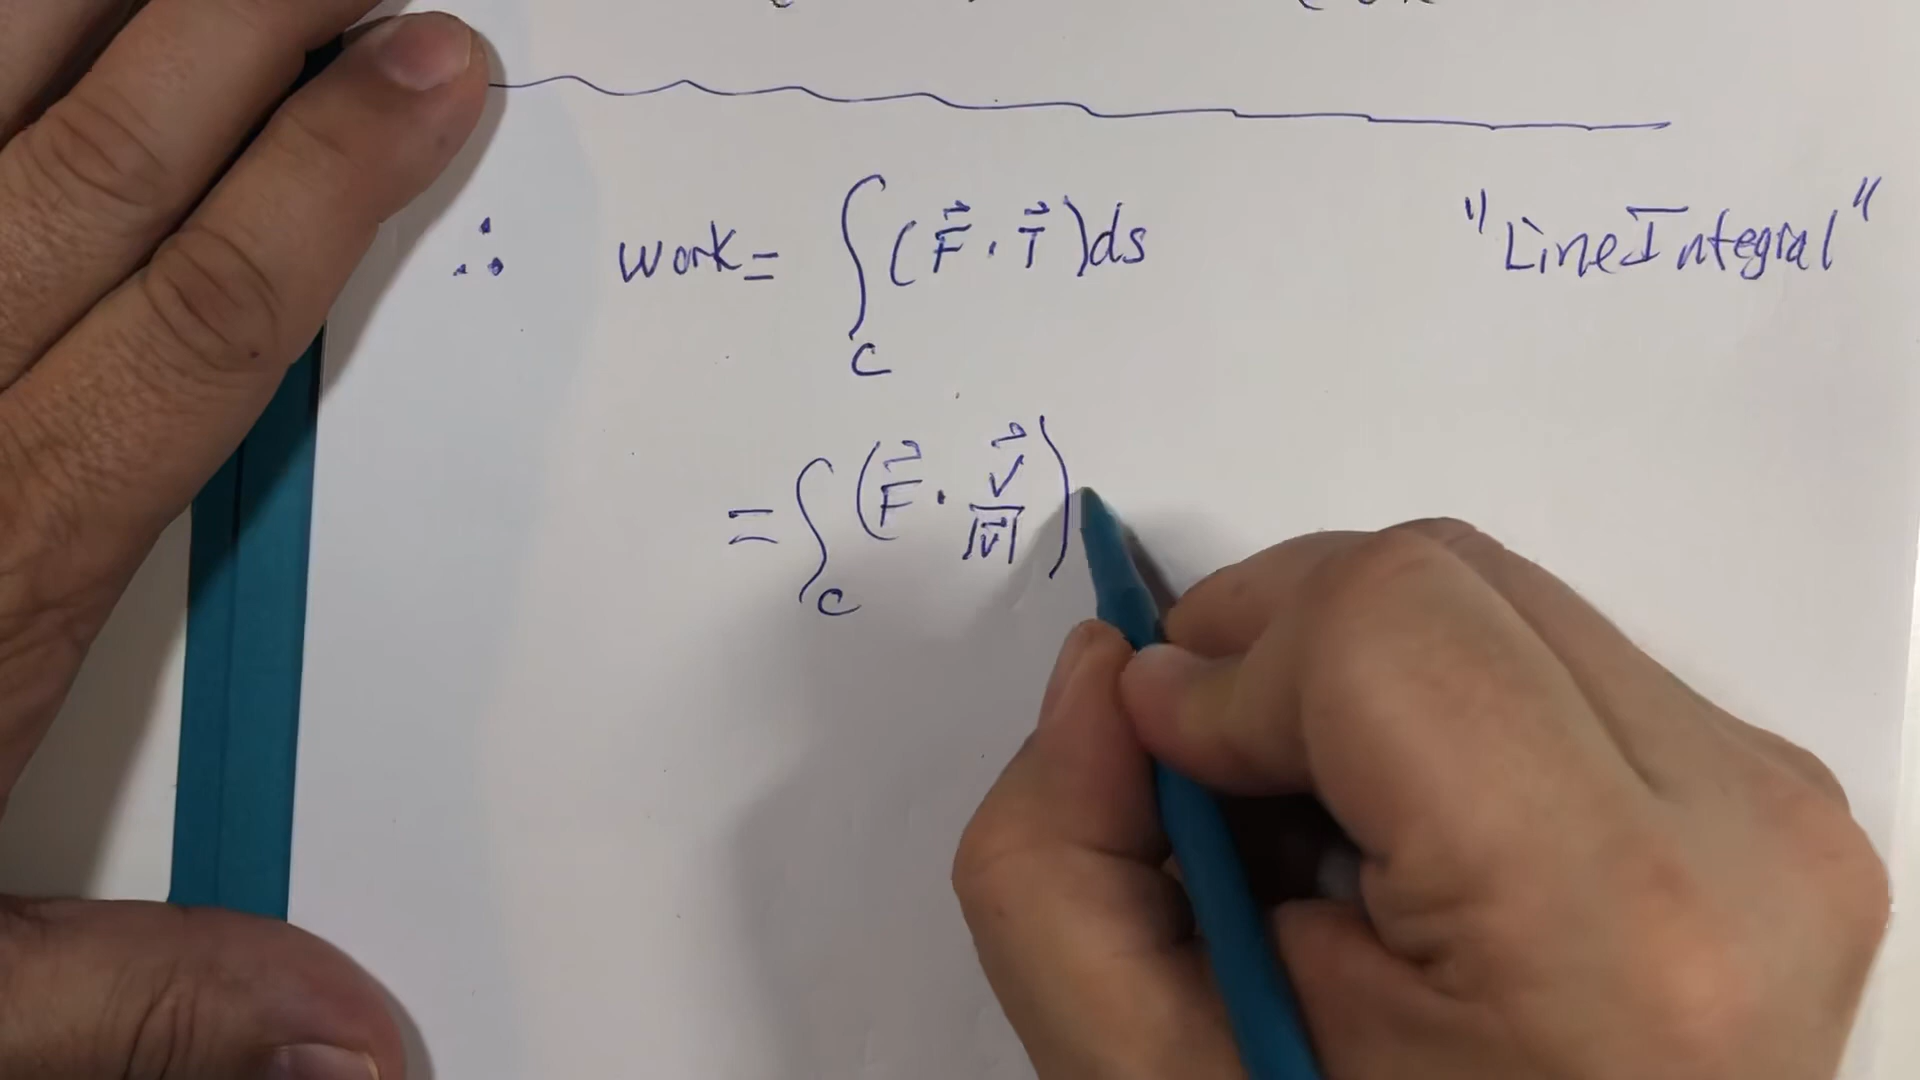 ∴ work = ∫_C (F⃗ · T⃗) ds "Line Integral"
= ∫_C (F⃗ · v⃗/|v⃗|)